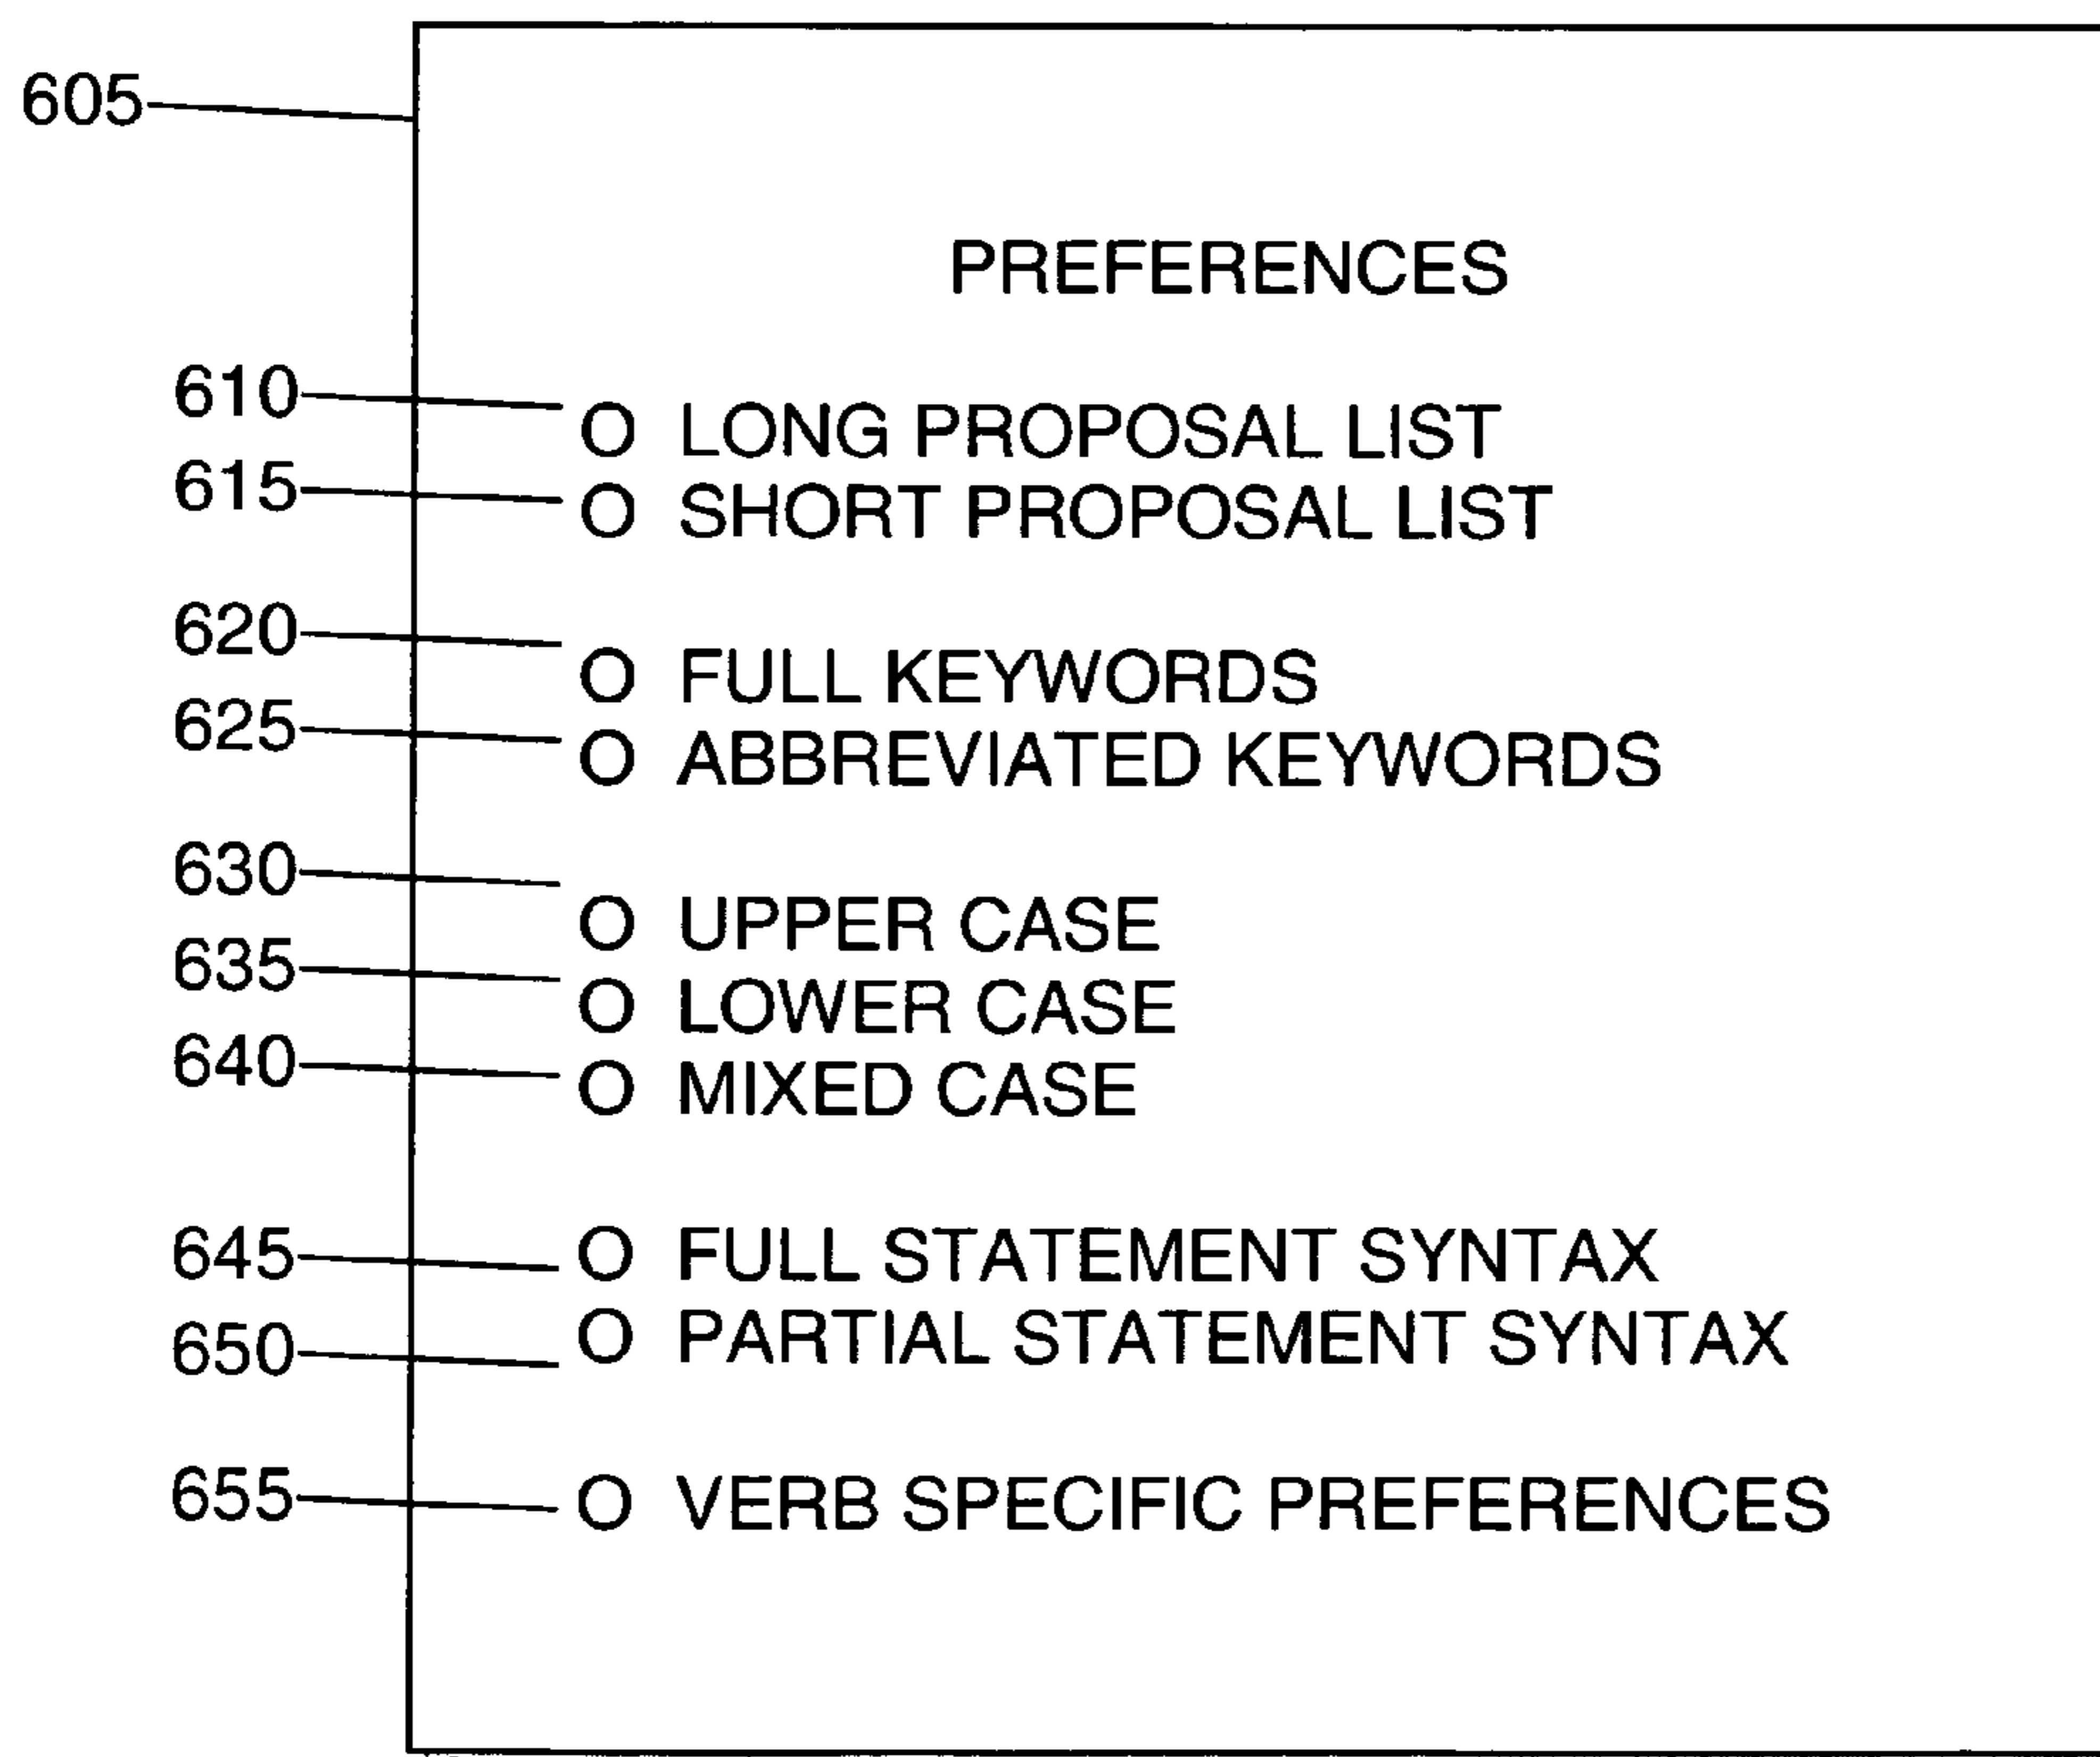 605
PREFERENCES
610 O LONG PROPOSAL LIST
615 O SHORT PROPOSAL LIST
620 O FULL KEYWORDS
625 O ABBREVIATED KEYWORDS
630 O UPPER CASE
635 O LOWER CASE
640 O MIXED CASE
645 O FULL STATEMENT SYNTAX
650 O PARTIAL STATEMENT SYNTAX
655 O VERB SPECIFIC PREFERENCES